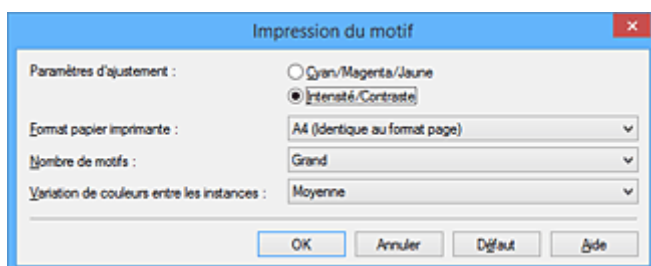 Impression du motif
Paramètres d'ajustement :
Cyan/Magenta/Jaune
Intensité/Contraste
Format papier imprimante :
A4 (Identique au format page)
Nombre de motifs :
Grand
Variation de couleurs entre les instances :
Moyenne
OK Annuler Défaut Aide